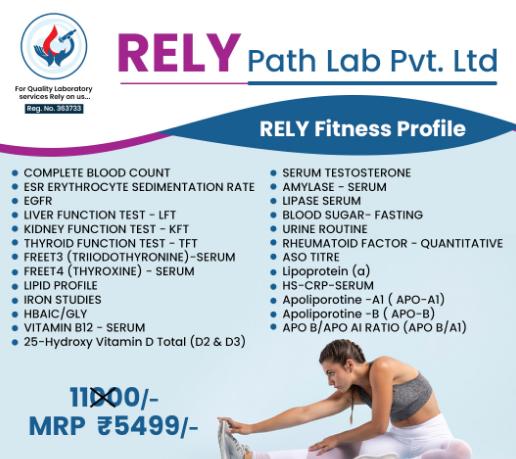 RELY Path Lab Pvt. Ltd
For Quality Laboratory
services Rely on us...
Reg. No. 363733
RELY Fitness Profile
COMPLETE BLOOD COUNT
ESR ERYTHROCYTE SEDIMENTATION RATE
EGFR
LIVER FUNCTION TEST - LFT
KIDNEY FUNCTION TEST - KFT
THYROID FUNCTION TEST - TFT
FREET3 (TRIIODOTHYRONINE)-SERUM
FREET4 (THYROXINE) - SERUM
LIPID PROFILE
IRON STUDIES
HBAIC/GLY
VITAMIN B12 - SERUM
25-Hydroxy Vitamin D Total (D2 & D3)
SERUM TESTOSTERONE
AMYLASE - SERUM
LIPASE SERUM
BLOOD SUGAR- FASTING
URINE ROUTINE
RHEUMATOID FACTOR - QUANTITATIVE
ASO TITRE
Lipoprotein (a)
HS-CRP-SERUM
Apoliporotine -A1 ( APO-A1)
Apoliporotine -B ( APO-B)
APO B/APO AI RATIO (APO B/A1)
11000/-
MRP ₹5499/-